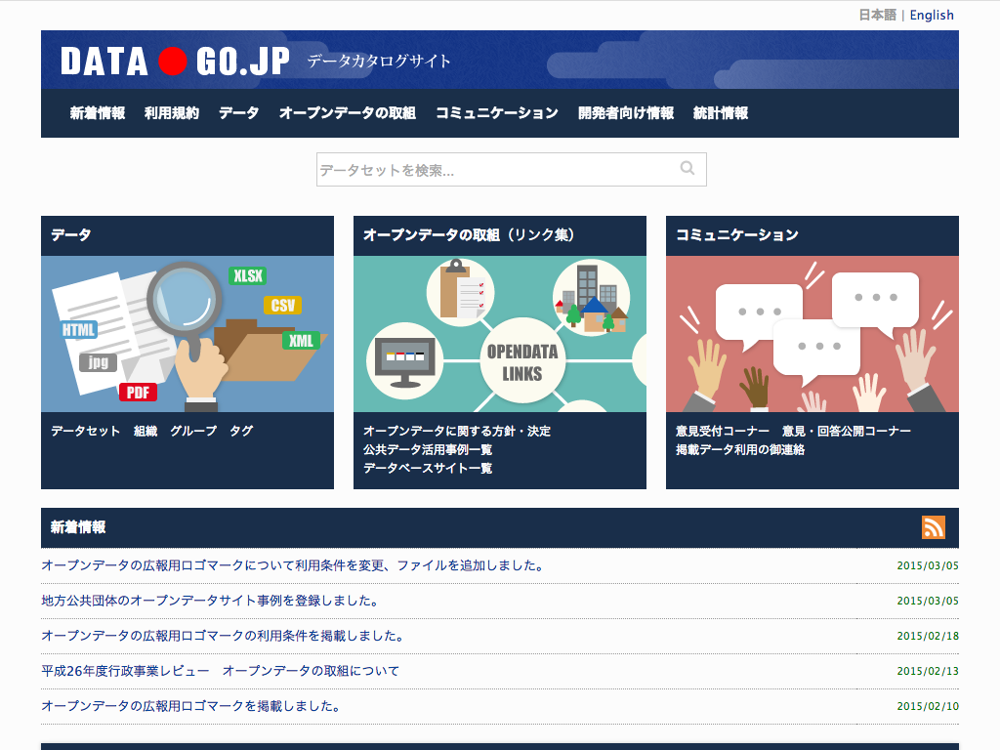 日本語 | English
DATA GO.JP データカタログサイト
新着情報 利用規約 データ オープンデータの取組 コミュニケーション 開発者向け情報 統計情報
データセットを検索...
データ
HTML
jpg
PDF
XLSX
CSV
XML
データセット 組織 グループ タグ
オープンデータの取組（リンク集）
OPENDATA
LINKS
オープンデータに関する方針・決定
公共データ活用事例一覧
データベースサイト一覧
コミュニケーション
意見受付コーナー 意見・回答公開コーナー
掲載データ利用の御連絡
新着情報
オープンデータの広報用ロゴマークについて利用条件を変更、ファイルを追加しました。 2015/03/05
地方公共団体のオープンデータサイト事例を登録しました。 2015/03/05
オープンデータの広報用ロゴマークの利用条件を掲載しました。 2015/02/18
平成26年度行政事業レビュー　オープンデータの取組について 2015/02/13
オープンデータの広報用ロゴマークを掲載しました。 2015/02/10